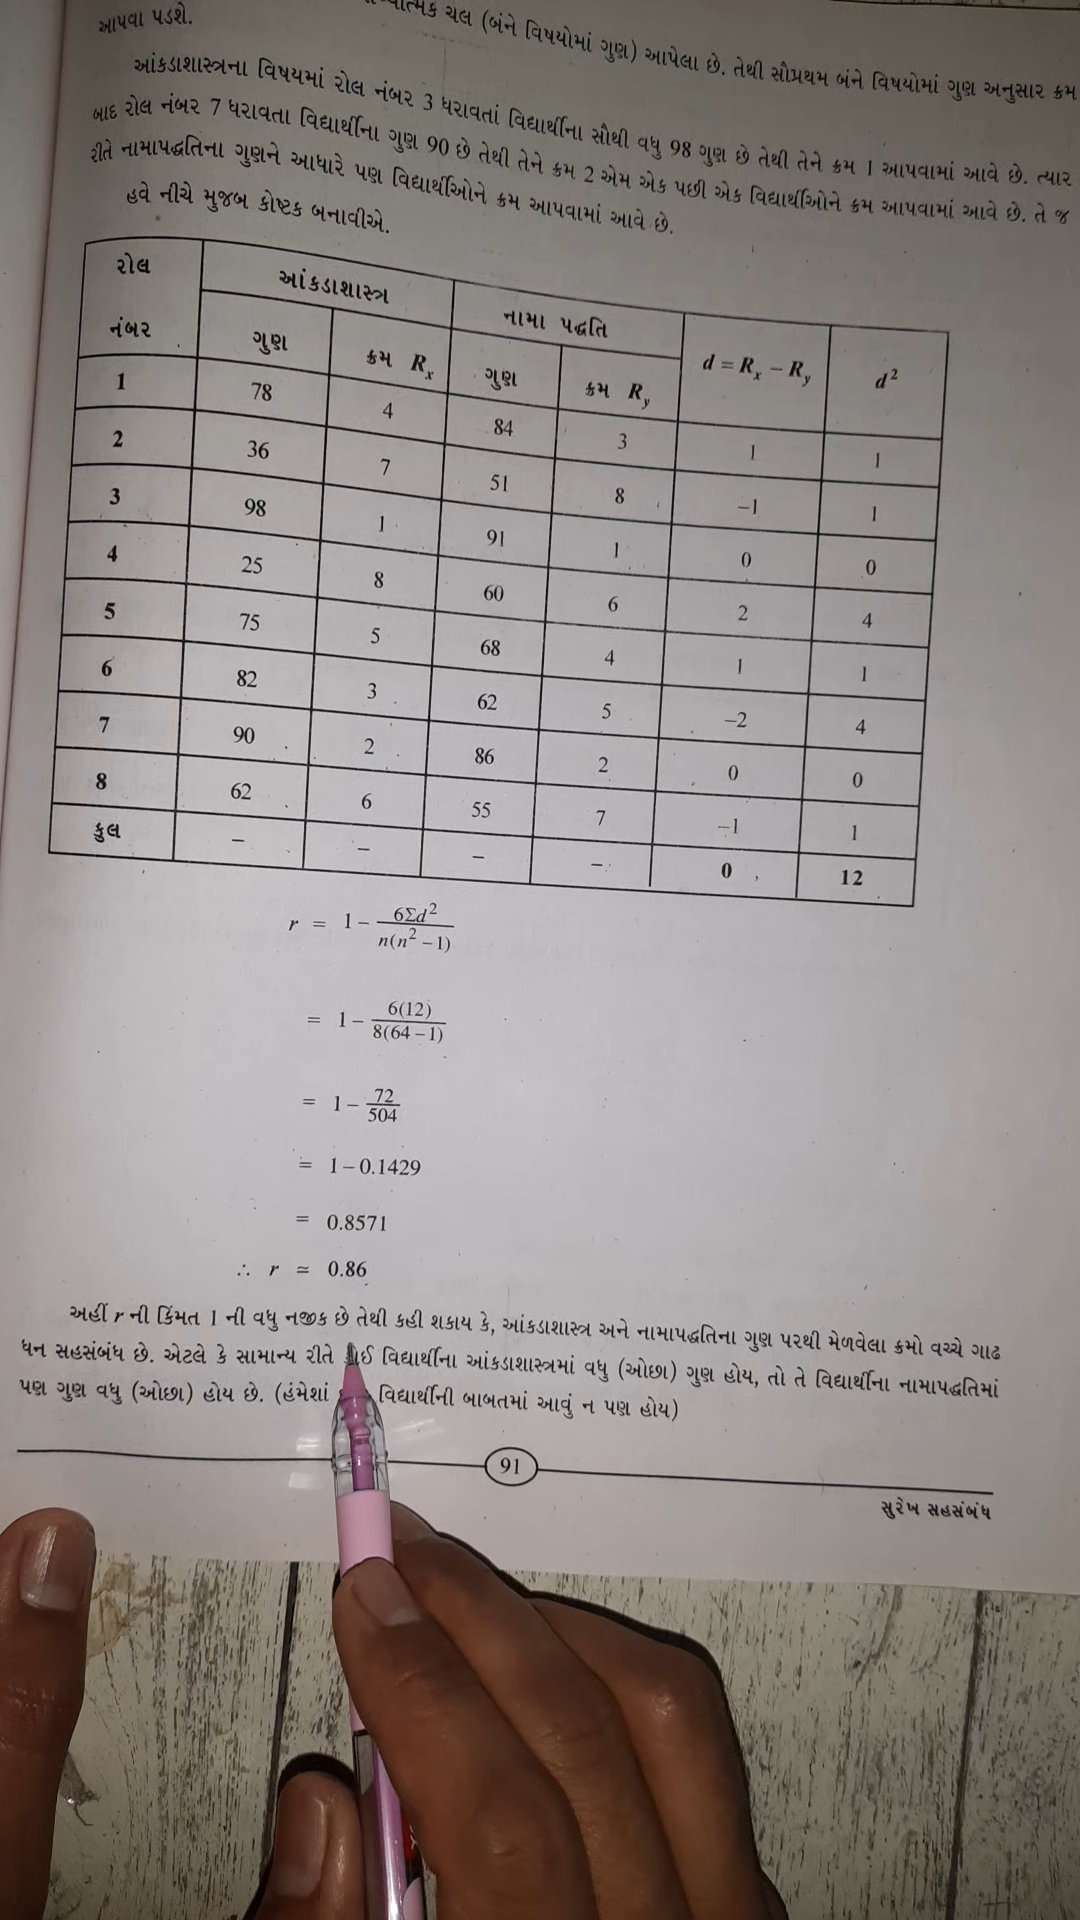 ચલ (બંને વિષયોમાં ગુણ) આપેલા છે. તેથી સૌપ્રથમ બંને વિષયોમાં ગુણ અનુસાર ક્રમ
આપવા પડશે.
આંકડાશાસ્ત્રના વિષયમાં રોલ નંબર 3 ધરાવતાં વિદ્યાર્થીના સૌથી વધુ 98 ગુણ છે તેથી તેને ક્રમ 1 આપવામાં આવે છે. ત્યાર
બાદ રોલ નંબર 7 ધરાવતા વિદ્યાર્થીના ગુણ 90 છે તેથી તેને ક્રમ 2 એમ એક પછી એક વિદ્યાર્થીઓને ક્રમ આપવામાં આવે છે. તે જ
રીતે નામાપદ્ધતિના ગુણને આધારે પણ વિદ્યાર્થીઓને ક્રમ આપવામાં આવે છે.
હવે નીચે મુજબ કોષ્ટક બનાવીએ.
રોલ નંબર આંકડાશાસ્ત્ર નામા પદ્ધતિ d = Rx – Ry d²
ગુણ ક્રમ Rx ગુણ ક્રમ Ry
1 78 4 84 3 1 1
2 36 7 51 8 –1 1
3 98 1 91 1 0 0
4 25 8 60 6 2 4
5 75 5 68 4 1 1
6 82 3 62 5 –2 4
7 90 2 86 2 0 0
8 62 6 55 7 –1 1
કુલ – – – – 0 12
r = 1 – 6Σd² / n(n² – 1)
= 1 – 6(12) / 8(64 – 1)
= 1 – 72 / 504
= 1 – 0.1429
= 0.8571
∴ r ≃ 0.86
અહીં r ની કિંમત 1 ની વધુ નજીક છે તેથી કહી શકાય કે, આંકડાશાસ્ત્ર અને નામાપદ્ધતિના ગુણ પરથી મેળવેલા ક્રમો વચ્ચે ગાઢ
ધન સહસંબંધ છે. એટલે કે સામાન્ય રીતે વિદ્યાર્થીના આંકડાશાસ્ત્રમાં વધુ (ઓછા) ગુણ હોય, તો તે વિદ્યાર્થીના નામાપદ્ધતિમાં
પણ ગુણ વધુ (ઓછા) હોય છે. (હંમેશાં વિદ્યાર્થીની બાબતમાં આવું ન પણ હોય)
91
સુરેખ સહસંબંધ